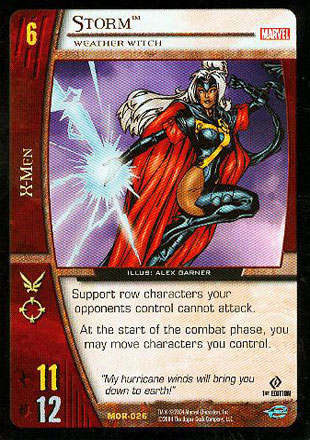 6
STORM™
WEATHER WITCH
MARVEL
X-MEN
ILLUS: ALEX GARNER
Support row characters your
opponents control cannot attack.
At the start of the combat phase, you
may move characters you control.
"My hurricane winds will bring you
down to earth!"
11
12
1ST EDITION
MOR-026